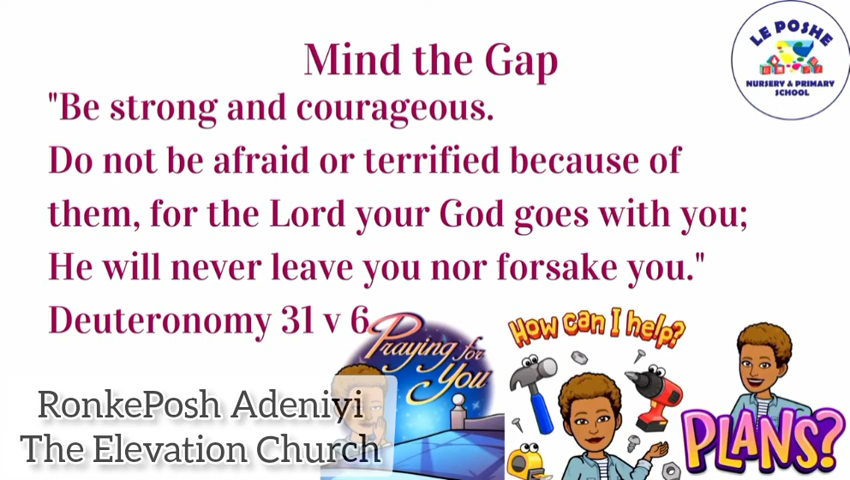 LE POSHE
NURSERY & PRIMARY
SCHOOL
Mind the Gap
"Be strong and courageous.
Do not be afraid or terrified because of
them, for the Lord your God goes with you;
He will never leave you nor forsake you."
Deuteronomy 31 v 6
Praying for
You
How can I help?
PLANS?
RonkePosh Adeniyi
The Elevation Church